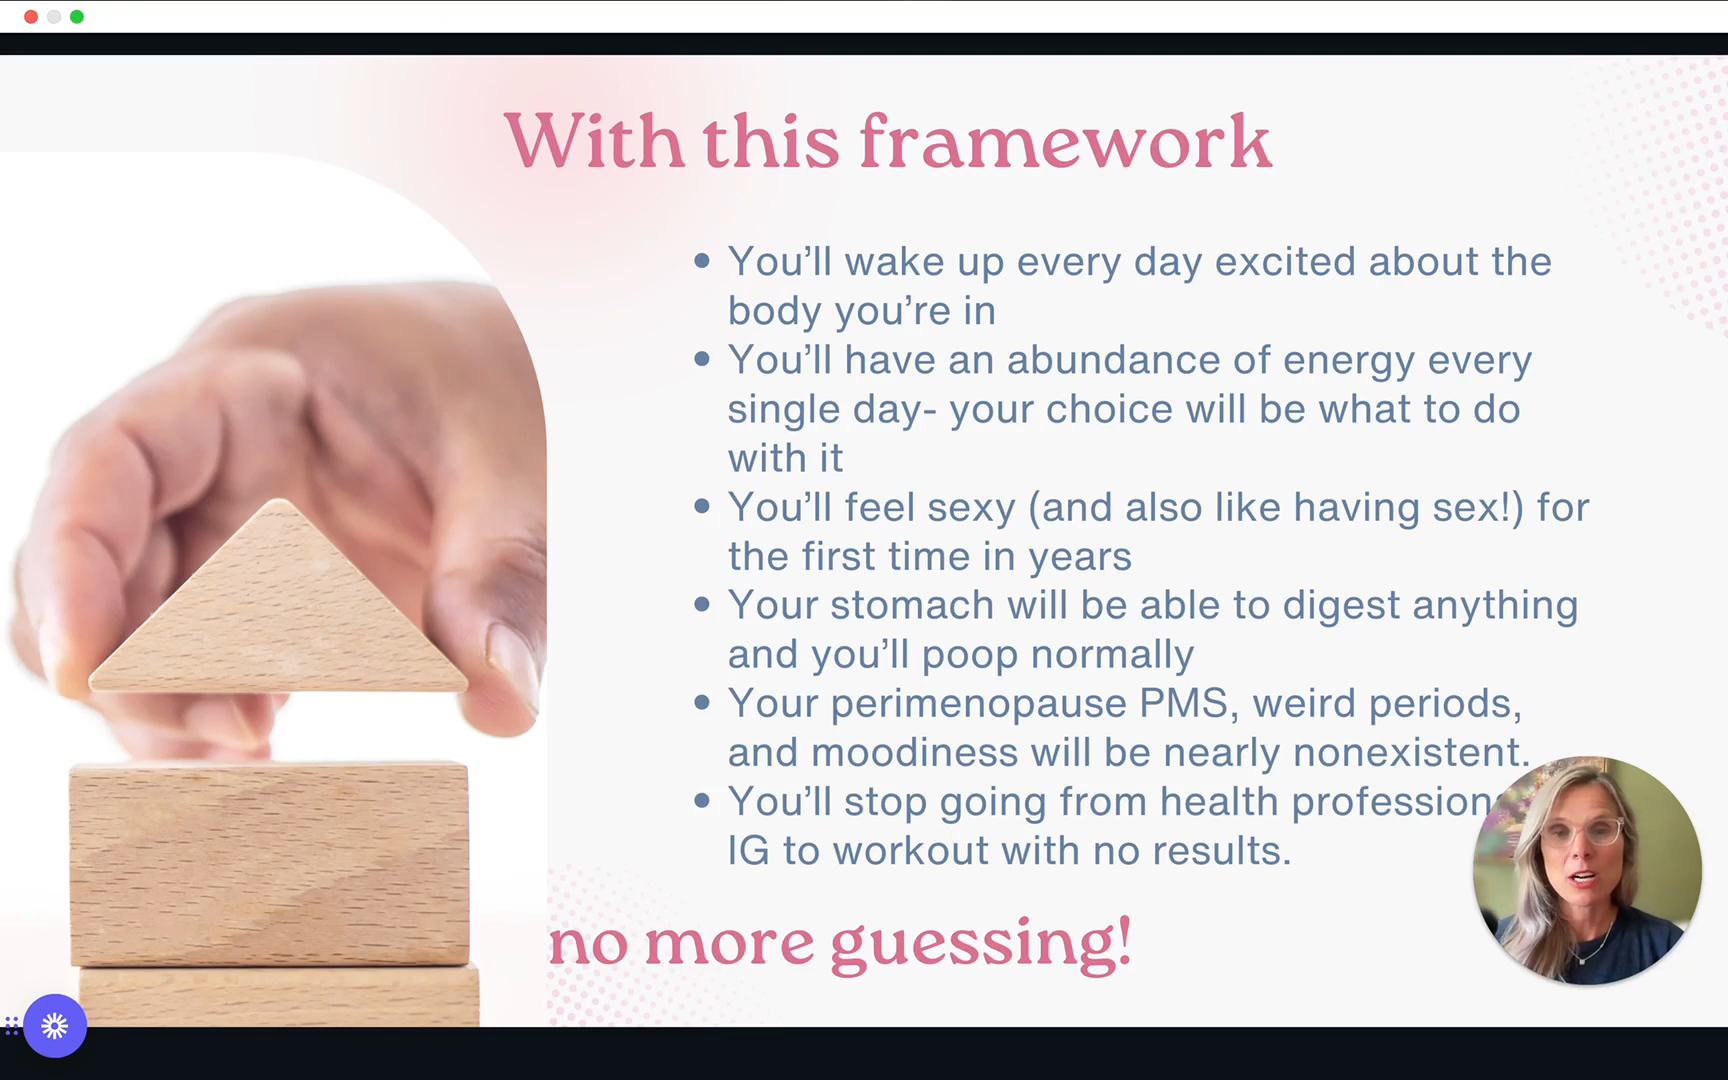 With this framework
• You’ll wake up every day excited about the
body you’re in
• You’ll have an abundance of energy every
single day- your choice will be what to do
with it
• You’ll feel sexy (and also like having sex!) for
the first time in years
• Your stomach will be able to digest anything
and you’ll poop normally
• Your perimenopause PMS, weird periods,
and moodiness will be nearly nonexistent.
• You’ll stop going from health
IG to workout with no results.
no more guessing!